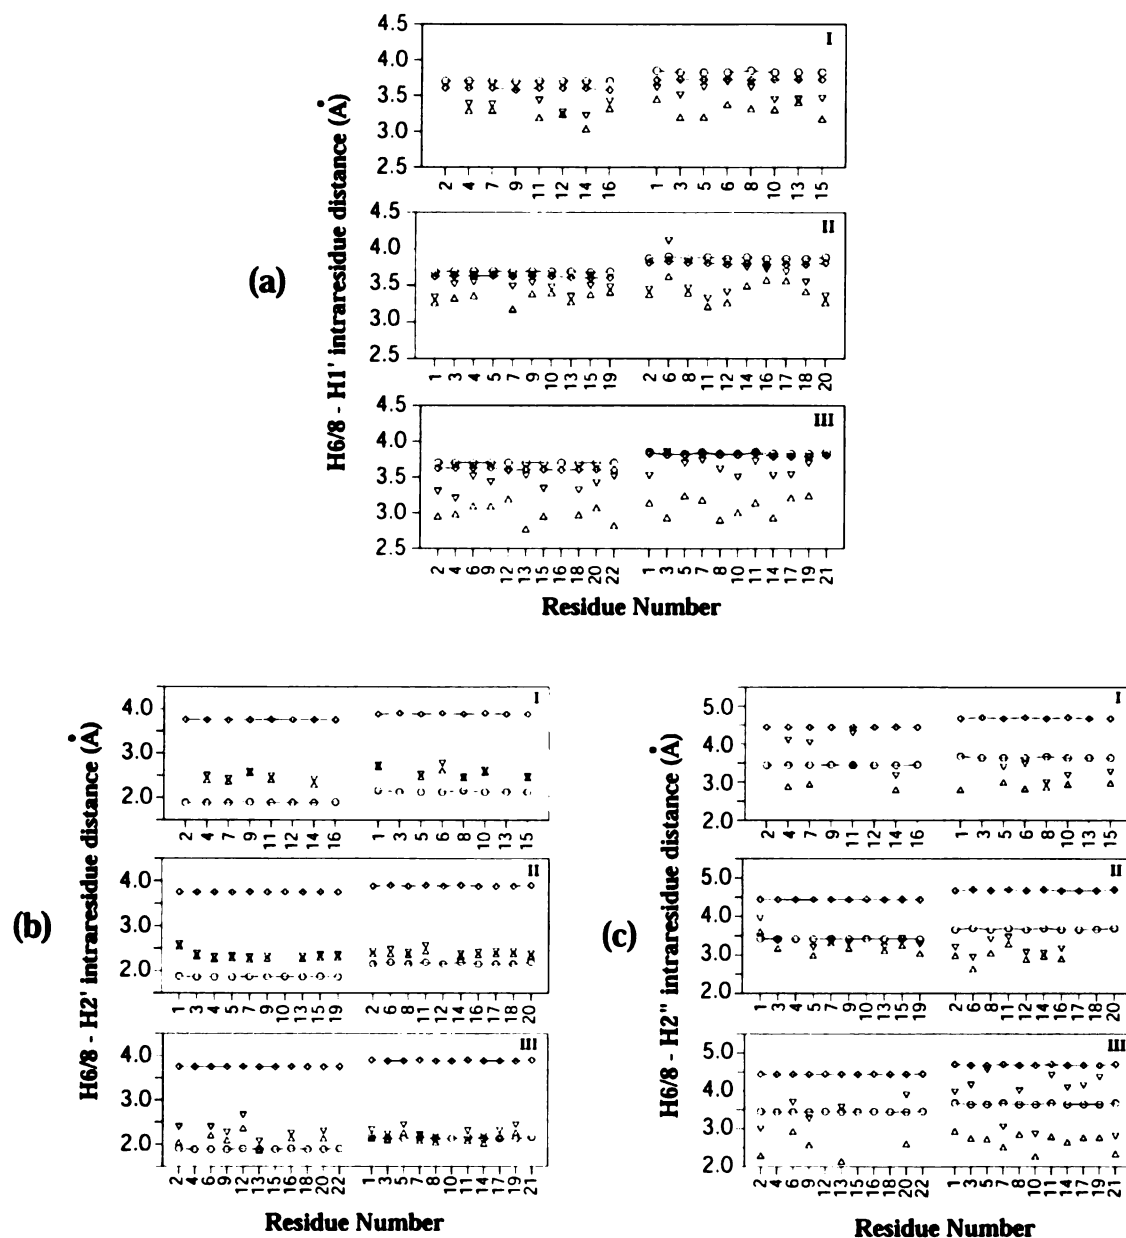 (a)
H6/8 - H1' intraresidue distance (Å)
I
4.5
4.0
3.5
3.0
2.5
2 4 7 9 11 12 14 16 1 3 5 6 8 10 13 15
II
4.5
4.0
3.5
3.0
2.5
1 3 4 5 7 9 10 13 15 19 2 6 8 11 12 14 16 17 18 20
III
4.5
4.0
3.5
3.0
2.5
2 4 6 9 12 13 15 16 18 20 22 1 3 5 7 8 10 11 14 17 19 21
Residue Number
(b)
H6/8 - H2' intraresidue distance (Å)
I
4.0
3.0
2.0
2 4 7 9 11 12 14 16 1 3 5 6 8 10 13 15
II
4.0
3.0
2.0
1 3 4 5 7 9 10 13 15 19 2 6 8 11 12 14 16 17 18 20
III
4.0
3.0
2.0
2 4 6 9 12 13 15 16 18 20 22 1 3 5 7 8 10 11 14 17 19 21
Residue Number
(c)
H6/8 - H2" intraresidue distance (Å)
I
5.0
4.0
3.0
2.0
2 4 7 9 11 12 14 16 1 3 5 6 8 10 13 15
II
5.0
4.0
3.0
2.0
1 3 4 5 7 9 10 13 15 19 2 6 8 11 12 14 16 17 18 20
III
5.0
4.0
3.0
2.0
2 4 6 9 12 13 15 16 18 20 22 1 3 5 7 8 10 11 14 17 19 21
Residue Number